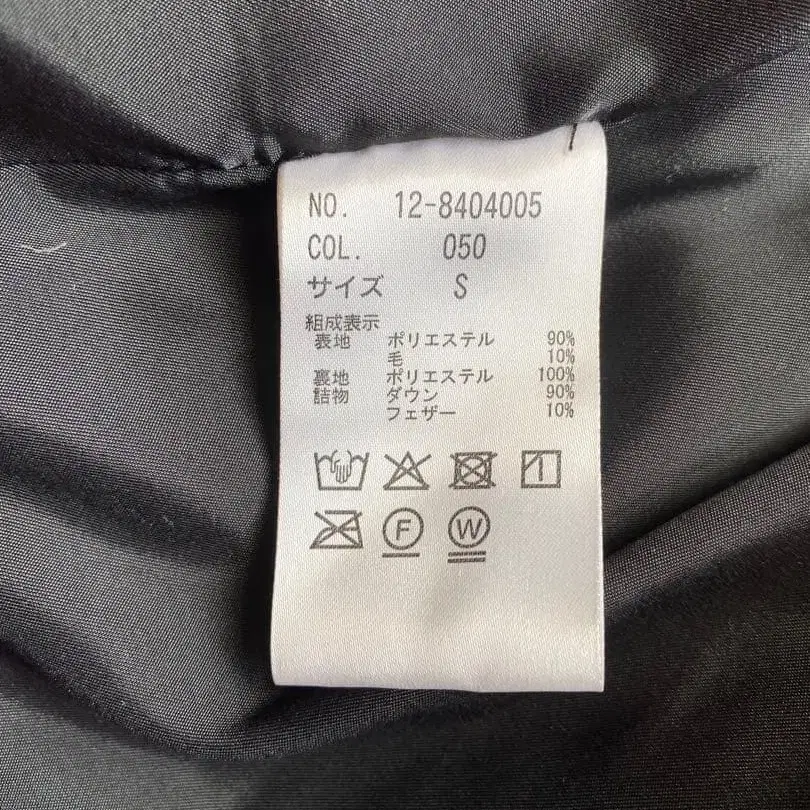 NO. 12-8404005
COL. 050
サイズ S
組成表示
表地 ポリエステル 90%
毛 10%
裏地 ポリエステル 100%
詰物 ダウン 90%
フェザー 10%
F W